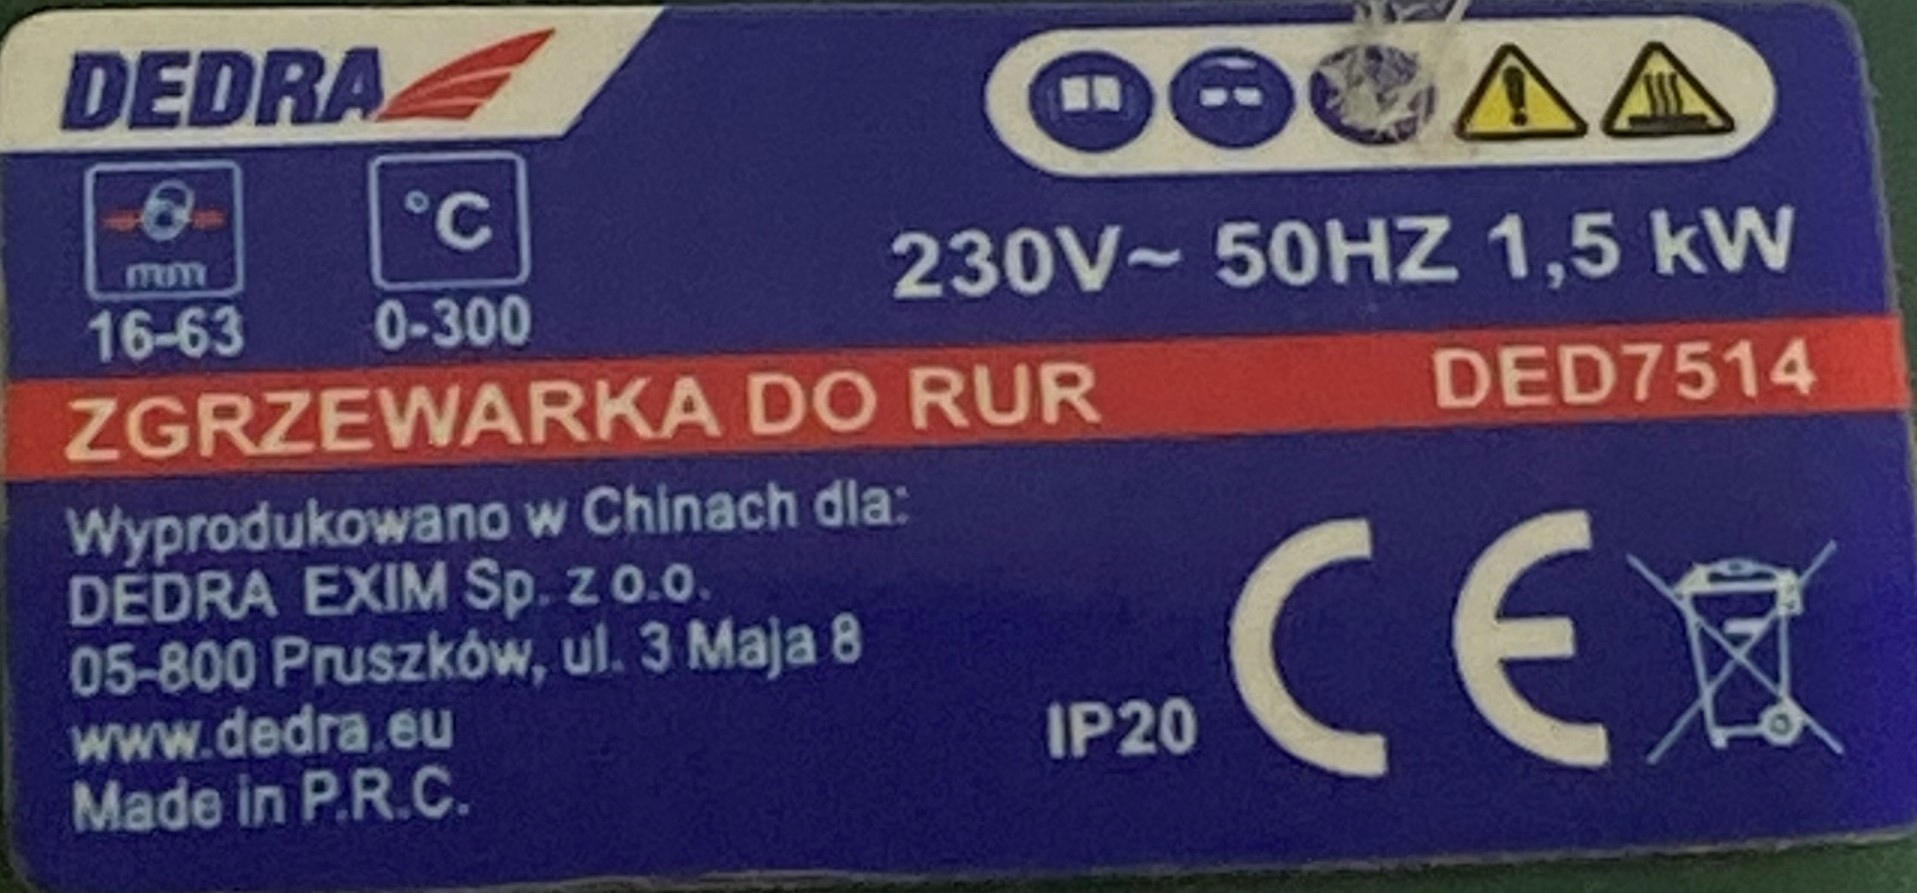 DEDRA
mm
°C
16-63
0-300
230V~ 50HZ 1,5 kW
ZGRZEWARKA DO RUR DED7514
Wyprodukowano w Chinach dla:
DEDRA EXIM Sp. z o.o.
05-800 Pruszków, ul. 3 Maja 8
www.dedra.eu
Made in P.R.C.
IP20
CE